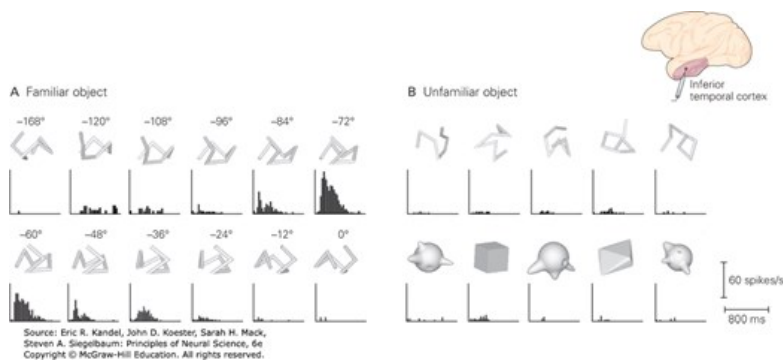 Inferior
temporal cortex
A Familiar object
B Unfamiliar object
–168° –120° –108° –96° –84° –72°
–60° –48° –36° –24° –12° 0°
60 spikes/s
800 ms
Source: Eric R. Kandel, John D. Koester, Sarah H. Mack,
Steven A. Siegelbaum: Principles of Neural Science, 6e
Copyright © McGraw-Hill Education. All rights reserved.